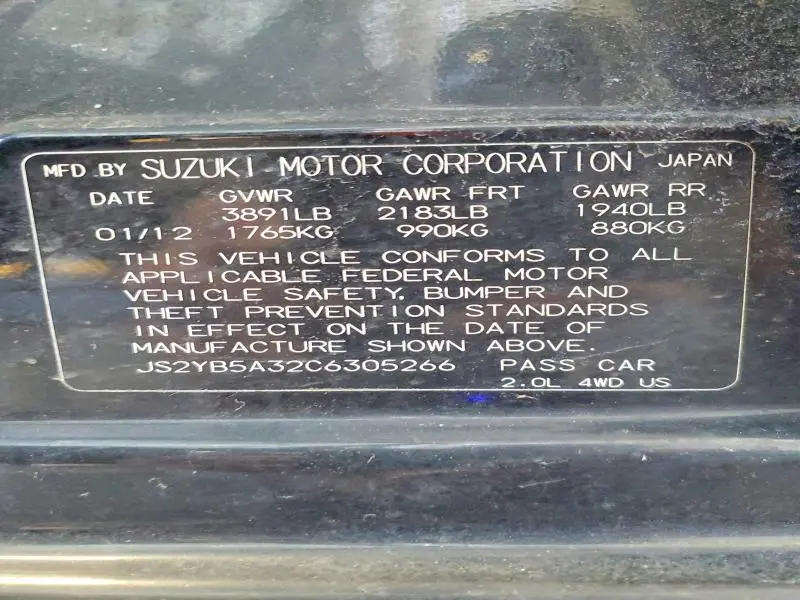 MFD BY SUZUKI MOTOR CORPORATION JAPAN
DATE GVWR GAWR FRT GAWR RR
3891LB 2183LB 1940LB
01/12 1765KG 990KG 880KG
THIS VEHICLE CONFORMS TO ALL
APPLICABLE FEDERAL MOTOR
VEHICLE SAFETY, BUMPER AND
THEFT PREVENTION STANDARDS
IN EFFECT ON THE DATE OF
MANUFACTURE SHOWN ABOVE.
JS2YB5A32C6305266 PASS CAR
2.0L 4WD US